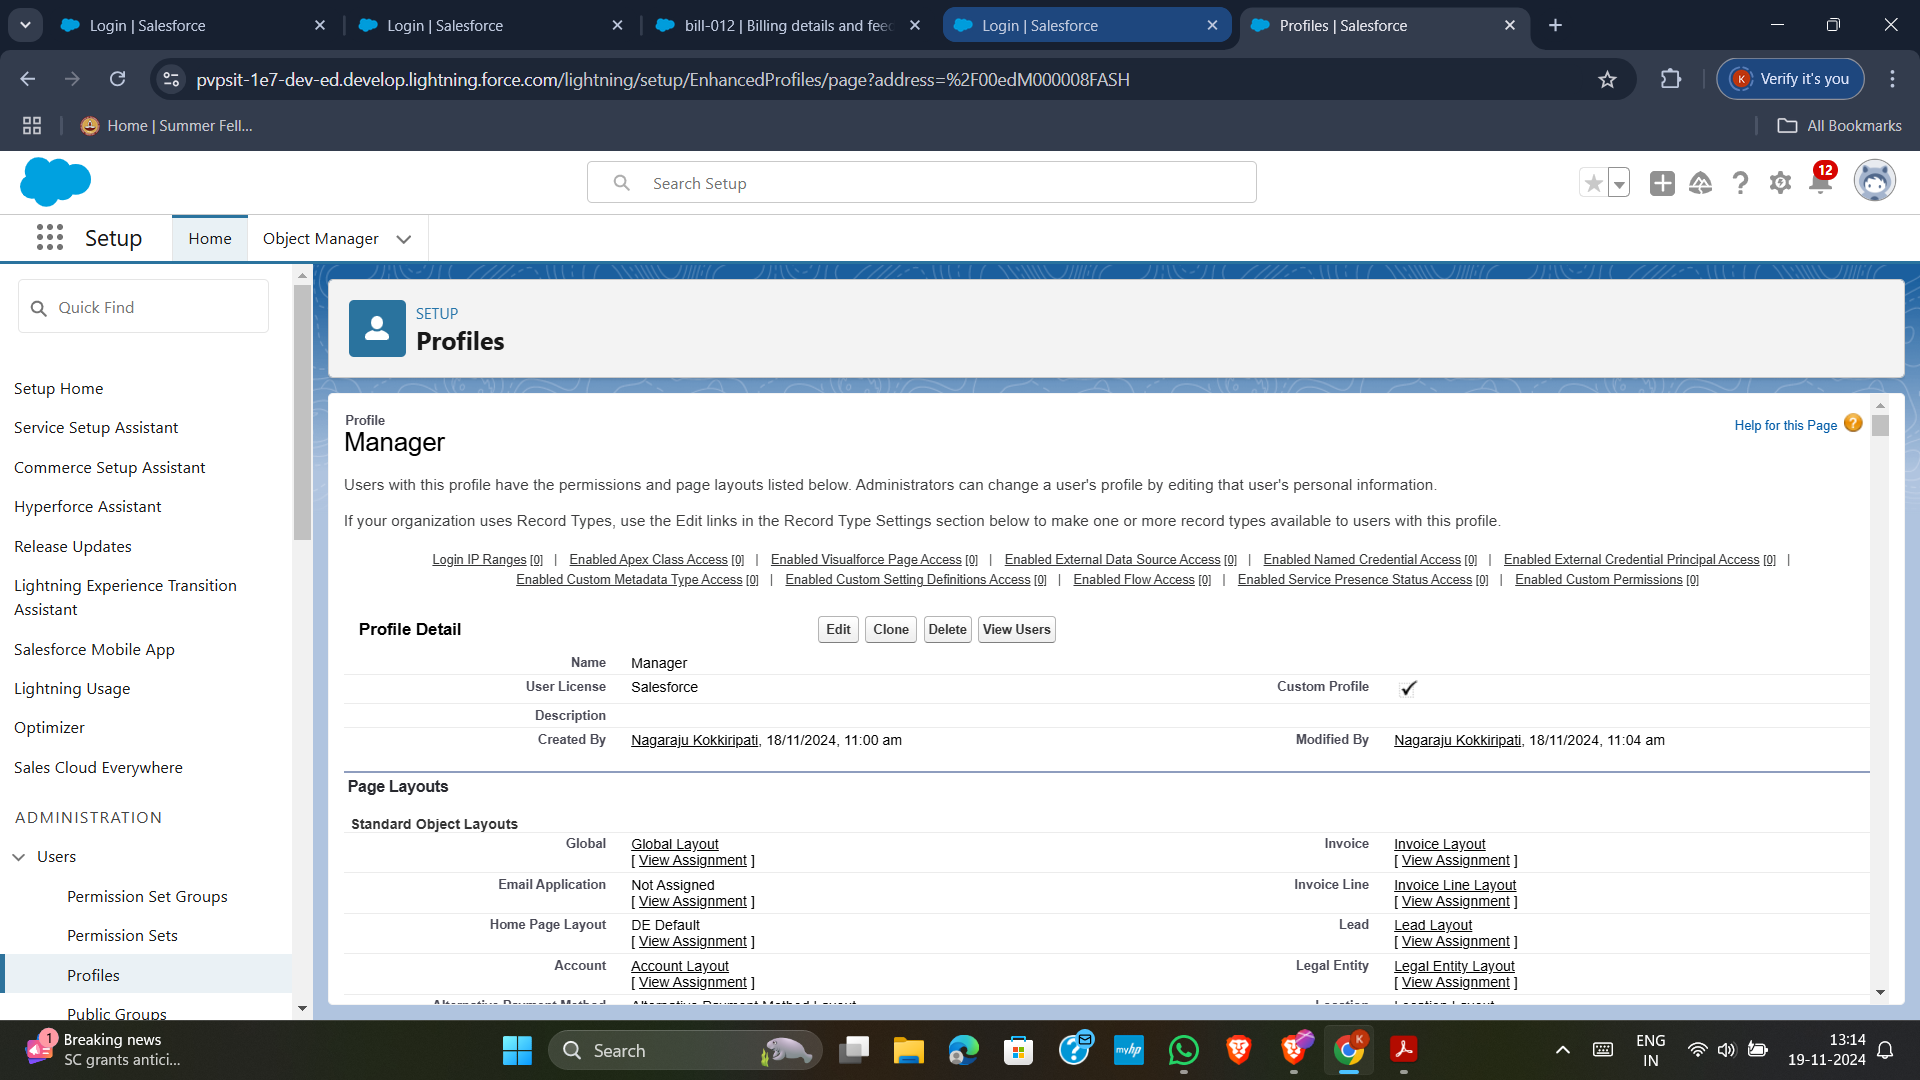 Login | Salesforce
Login | Salesforce
bill-012 | Billing details and fee
Login | Salesforce
Profiles | Salesforce
pvpsit-1e7-dev-ed.develop.lightning.force.com/lightning/setup/EnhancedProfiles/page?address=%2F00edM000008FASH
K Verify it's you
Home | Summer Fell...
All Bookmarks
Search Setup
12
Setup
Home
Object Manager
Quick Find
Setup Home
Service Setup Assistant
Commerce Setup Assistant
Hyperforce Assistant
Release Updates
Lightning Experience Transition
Assistant
Salesforce Mobile App
Lightning Usage
Optimizer
Sales Cloud Everywhere
ADMINISTRATION
Users
Permission Set Groups
Permission Sets
Profiles
Public Groups
SETUP
Profiles
Profile
Manager
Help for this Page ?
Users with this profile have the permissions and page layouts listed below. Administrators can change a user's profile by editing that user's personal information.
If your organization uses Record Types, use the Edit links in the Record Type Settings section below to make one or more record types available to users with this profile.
Login IP Ranges [0] | Enabled Apex Class Access [0] | Enabled Visualforce Page Access [0] | Enabled External Data Source Access [0] | Enabled Named Credential Access [0] | Enabled External Credential Principal Access [0] |
Enabled Custom Metadata Type Access [0] | Enabled Custom Setting Definitions Access [0] | Enabled Flow Access [0] | Enabled Service Presence Status Access [0] | Enabled Custom Permissions [0]
Profile Detail
Edit Clone Delete View Users
Name Manager
User License Salesforce Custom Profile
Description
Created By Nagaraju Kokkiripati, 18/11/2024, 11:00 am Modified By Nagaraju Kokkiripati, 18/11/2024, 11:04 am
Page Layouts
Standard Object Layouts
Global Global Layout Invoice Invoice Layout
[ View Assignment ] [ View Assignment ]
Email Application Not Assigned Invoice Line Invoice Line Layout
[ View Assignment ] [ View Assignment ]
Home Page Layout DE Default Lead Lead Layout
[ View Assignment ] [ View Assignment ]
Account Account Layout Legal Entity Legal Entity Layout
[ View Assignment ] [ View Assignment ]
Alternative Payment Method Alternative Payment Method Layout Location Location Layout
1
Breaking news
SC grants antici...
Search
myhp
K
ENG
IN
13:14
19-11-2024